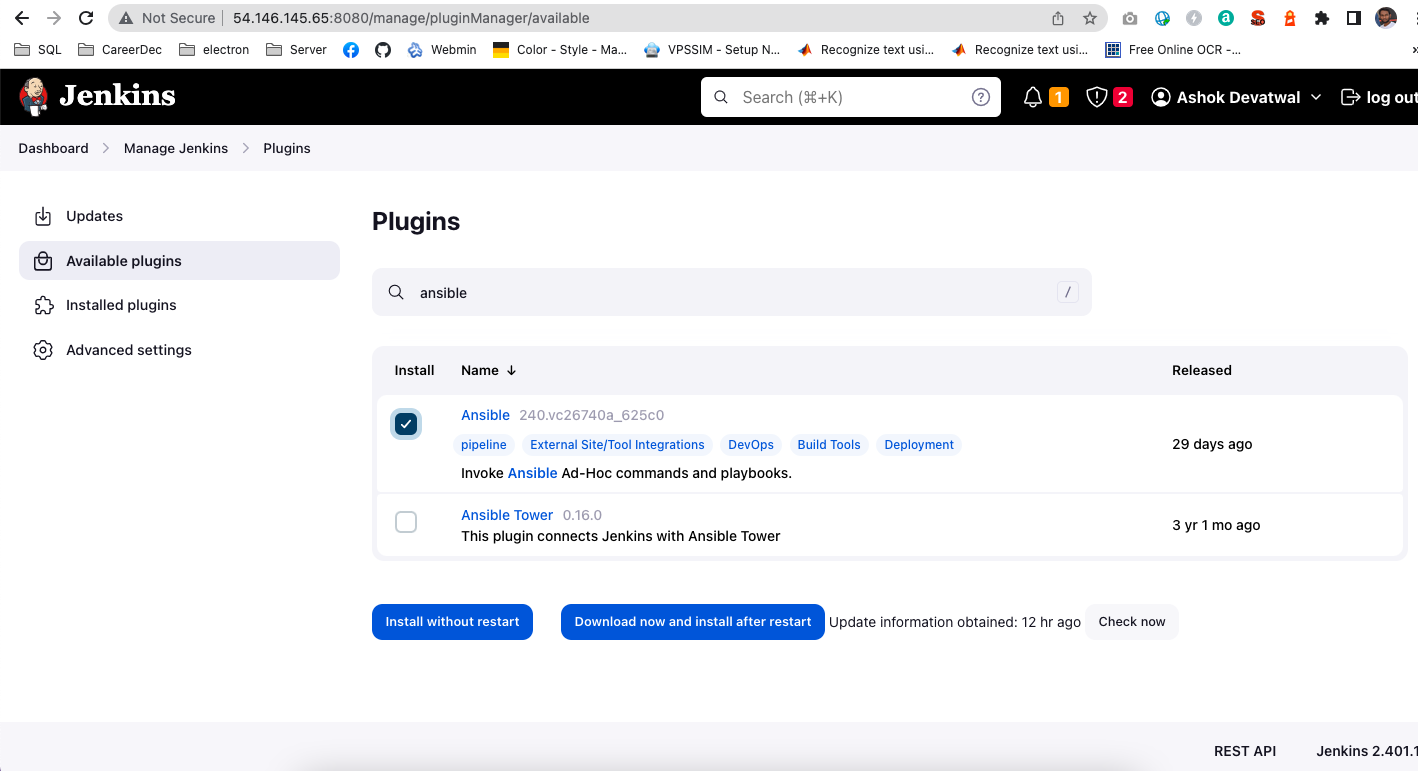 Not Secure 54.146.145.65:8080/manage/pluginManager/available
SQL CareerDec electron Server Webmin Color - Style - Ma... VPSSIM - Setup N... Recognize text usi... Recognize text usi... Free Online OCR -...
Jenkins Search (⌘+K) 1 2 Ashok Devatwal log out
Dashboard Manage Jenkins Plugins
Updates
Available plugins
Installed plugins
Advanced settings
Plugins
ansible /
Install Name ↓ Released
Ansible 240.vc26740a_625c0
pipeline External Site/Tool Integrations DevOps Build Tools Deployment
Invoke Ansible Ad-Hoc commands and playbooks.
29 days ago
Ansible Tower 0.16.0
This plugin connects Jenkins with Ansible Tower
3 yr 1 mo ago
Install without restart Download now and install after restart Update information obtained: 12 hr ago Check now
REST API Jenkins 2.401.1